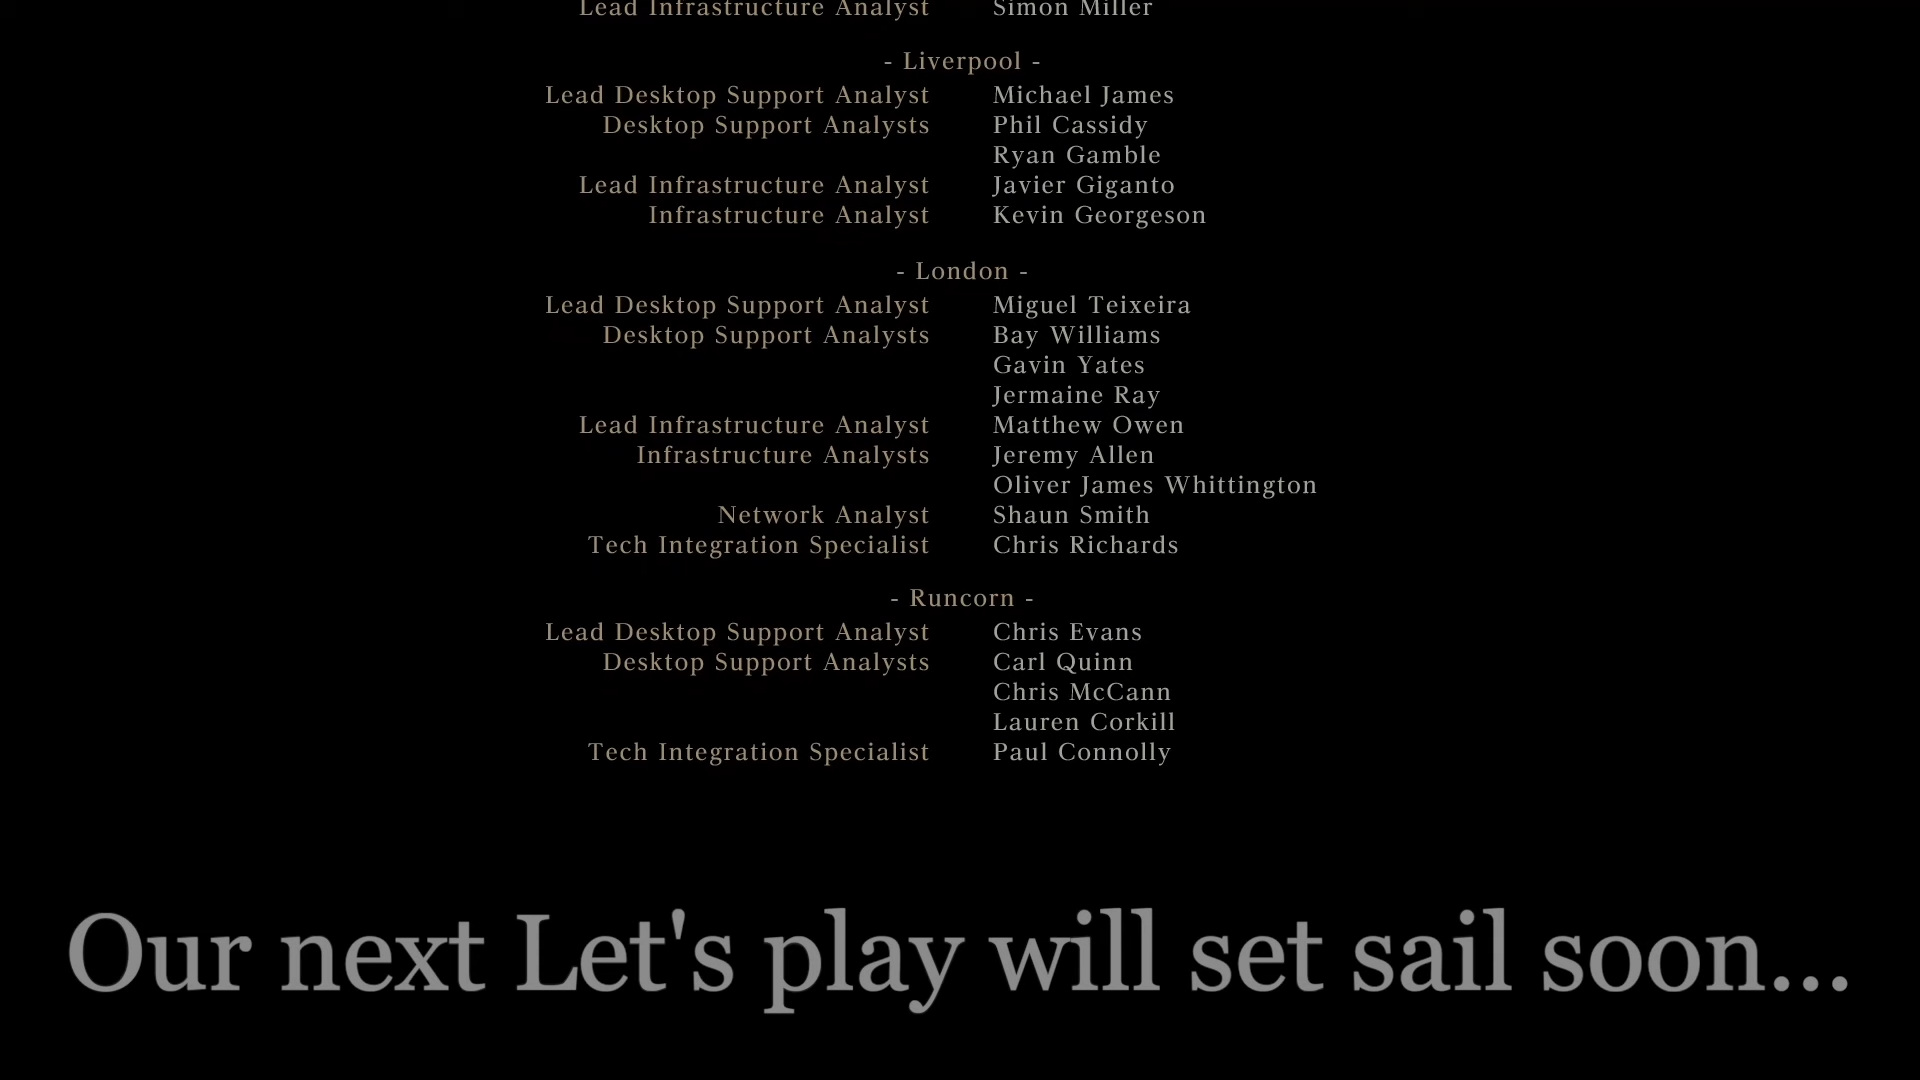 Lead Infrastructure Analyst Simon Miller
- Liverpool -
Lead Desktop Support Analyst Michael James
Desktop Support Analysts Phil Cassidy
Ryan Gamble
Lead Infrastructure Analyst Javier Giganto
Infrastructure Analyst Kevin Georgeson
- London -
Lead Desktop Support Analyst Miguel Teixeira
Desktop Support Analysts Bay Williams
Gavin Yates
Jermaine Ray
Lead Infrastructure Analyst Matthew Owen
Infrastructure Analysts Jeremy Allen
Oliver James Whittington
Network Analyst Shaun Smith
Tech Integration Specialist Chris Richards
- Runcorn -
Lead Desktop Support Analyst Chris Evans
Desktop Support Analysts Carl Quinn
Chris McCann
Lauren Corkill
Tech Integration Specialist Paul Connolly
Our next Let's play will set sail soon...